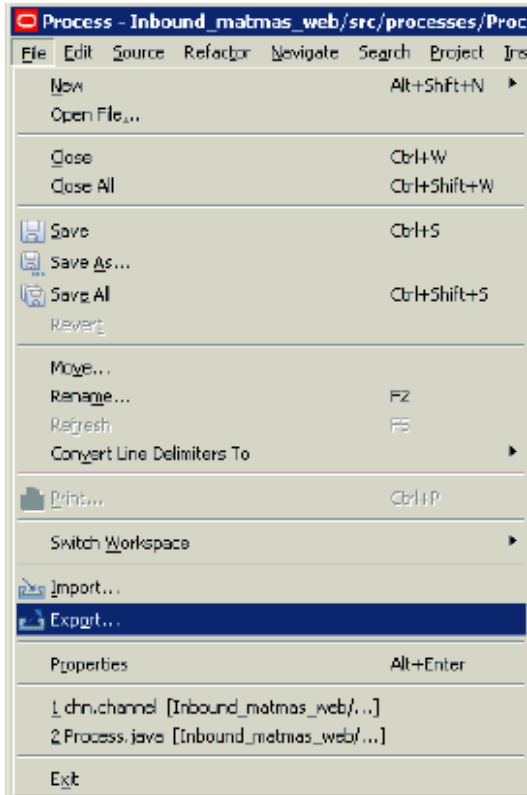 Process - Inbound_matmas_web/src/processes/Proc
File Edit Source Refactor Navigate Search Project Ins
New Alt+Shift+N
Open File...
Close Ctrl+W
Close All Ctrl+Shift+W
Save Ctrl+S
Save As...
Save All Ctrl+Shift+S
Revert
Move...
Rename... F2
Refresh F5
Convert Line Delimiters To
Print... Ctrl+P
Switch Workspace
Import...
Export...
Properties Alt+Enter
1 chn.channel [Inbound_matmas_web/...]
2 Process.java [Inbound_matmas_web/...]
Exit